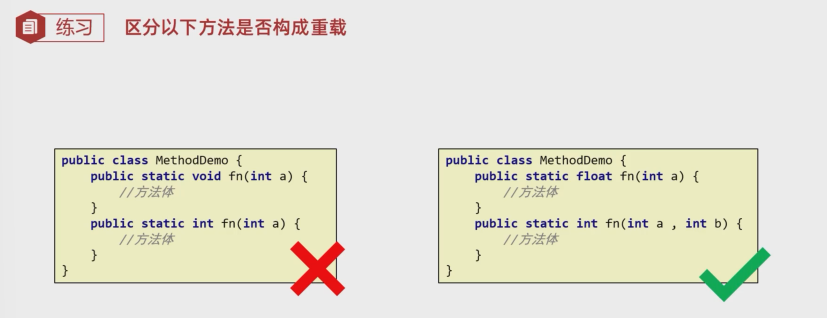 练习
区分以下方法是否构成重载
public class MethodDemo {
    public static void fn(int a) {
        //方法体
    }
    public static int fn(int a) {
        //方法体
    }
}
public class MethodDemo {
    public static float fn(int a) {
        //方法体
    }
    public static int fn(int a , int b) {
        //方法体
    }
}